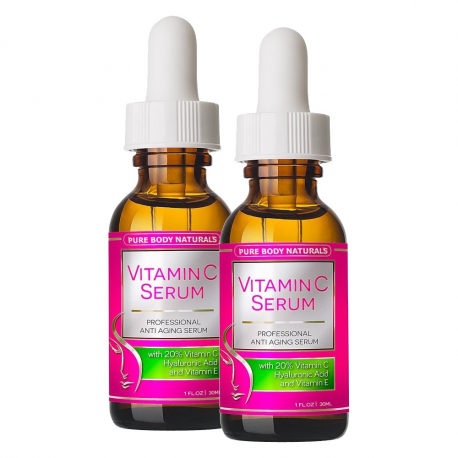 PURE BODY NATURALS
VITAMIN C
SERUM
PROFESSIONAL
ANTI AGING SERUM
with 20% Vitamin C
Hyaluronic Acid
and Vitamin E
1 FL.OZ | 30ML
PURE BODY NATURALS
VITAMIN C
SERUM
PROFESSIONAL
ANTI AGING SERUM
with 20% Vitamin C
Hyaluronic Acid
and Vitamin E
1 FL.OZ | 30ML